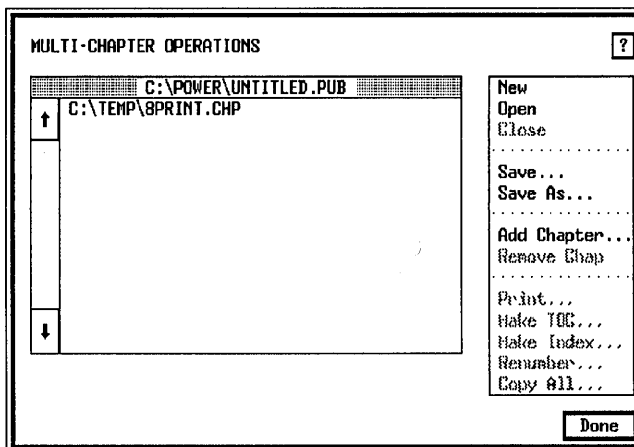 MULTI-CHAPTER OPERATIONS
?
C:\POWER\UNTITLED.PUB
C:\TEMP\8PRINT.CHP
New
Open
Close
Save...
Save As...
Add Chapter...
Remove Chap
Print...
Make TOC...
Make Index...
Renumber...
Copy All...
Done